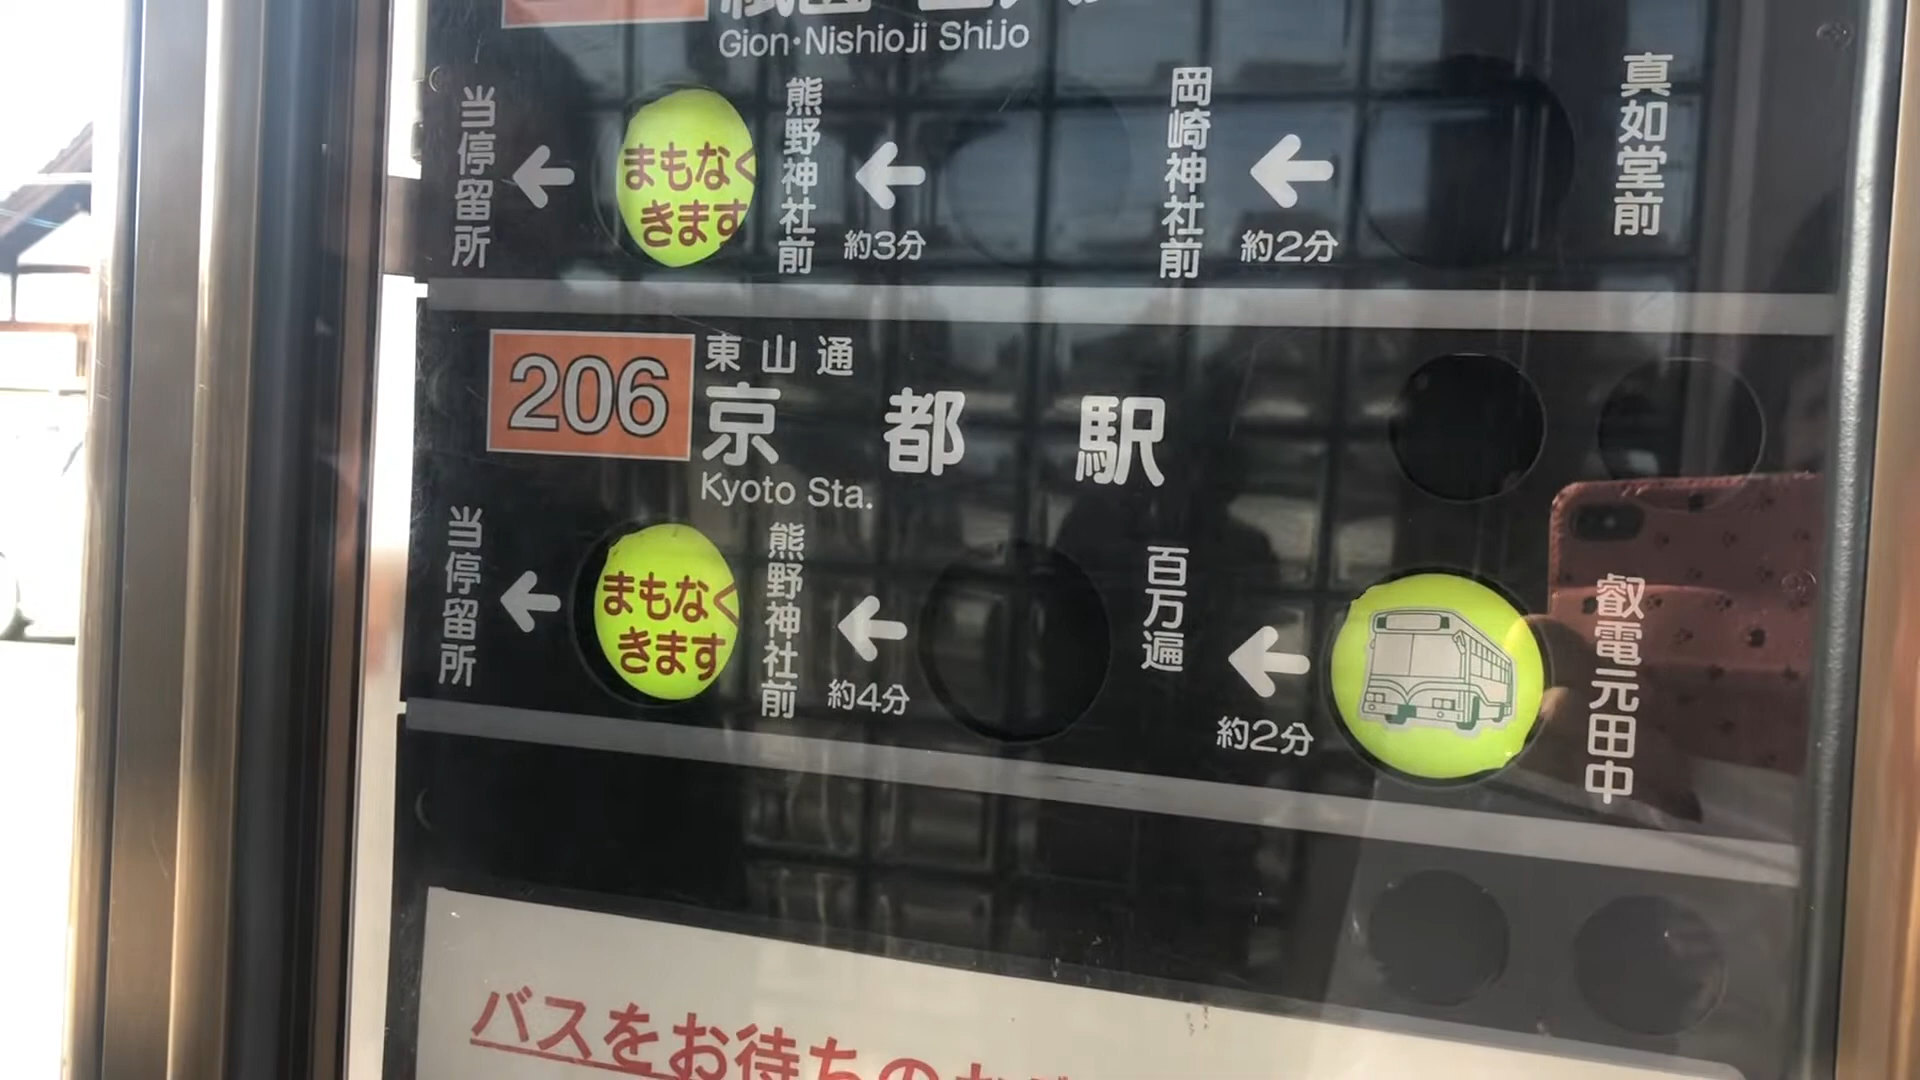 Gion·Nishioji Shijo
当停留所
まもなく
きます
熊野神社前
約3分
岡崎神社前
約2分
真如堂前
206
東山通
京都駅
Kyoto Sta.
当停留所
まもなく
きます
熊野神社前
約4分
百万遍
約2分
叡電元田中
バスをお待ちの